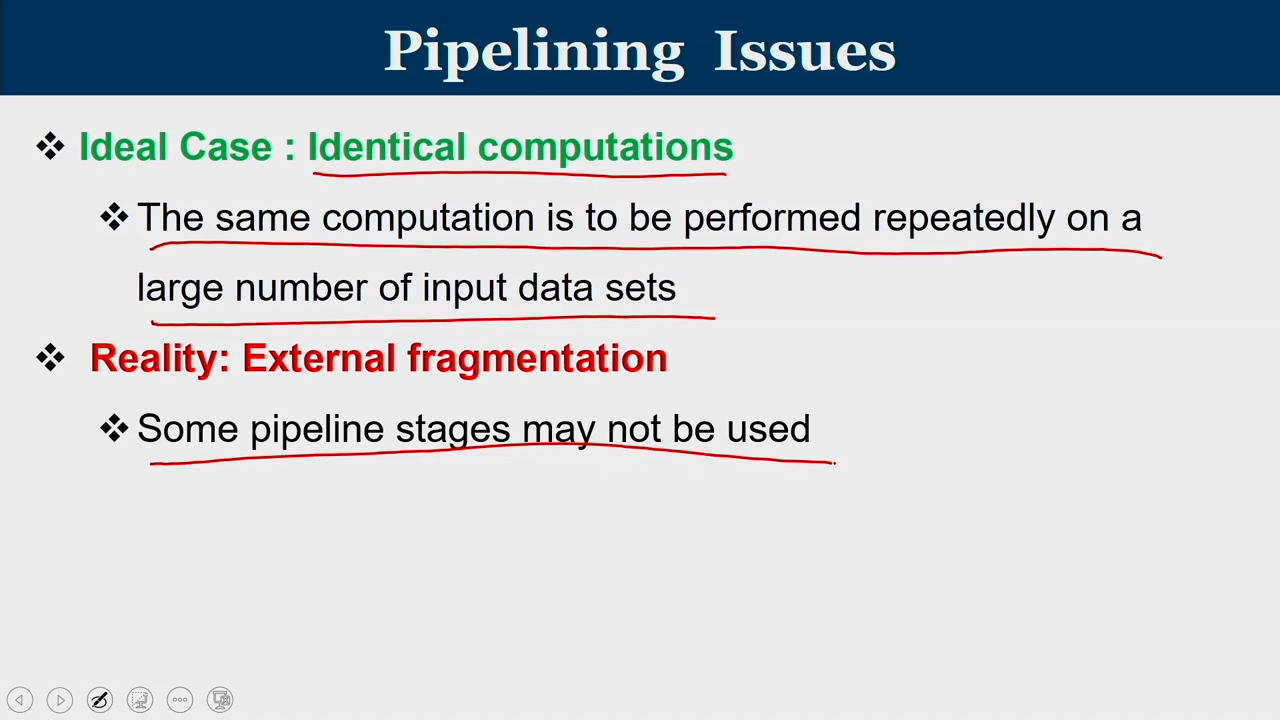 Pipelining Issues
❖ Ideal Case : Identical computations
❖ The same computation is to be performed repeatedly on a
large number of input data sets
❖ Reality: External fragmentation
❖ Some pipeline stages may not be used